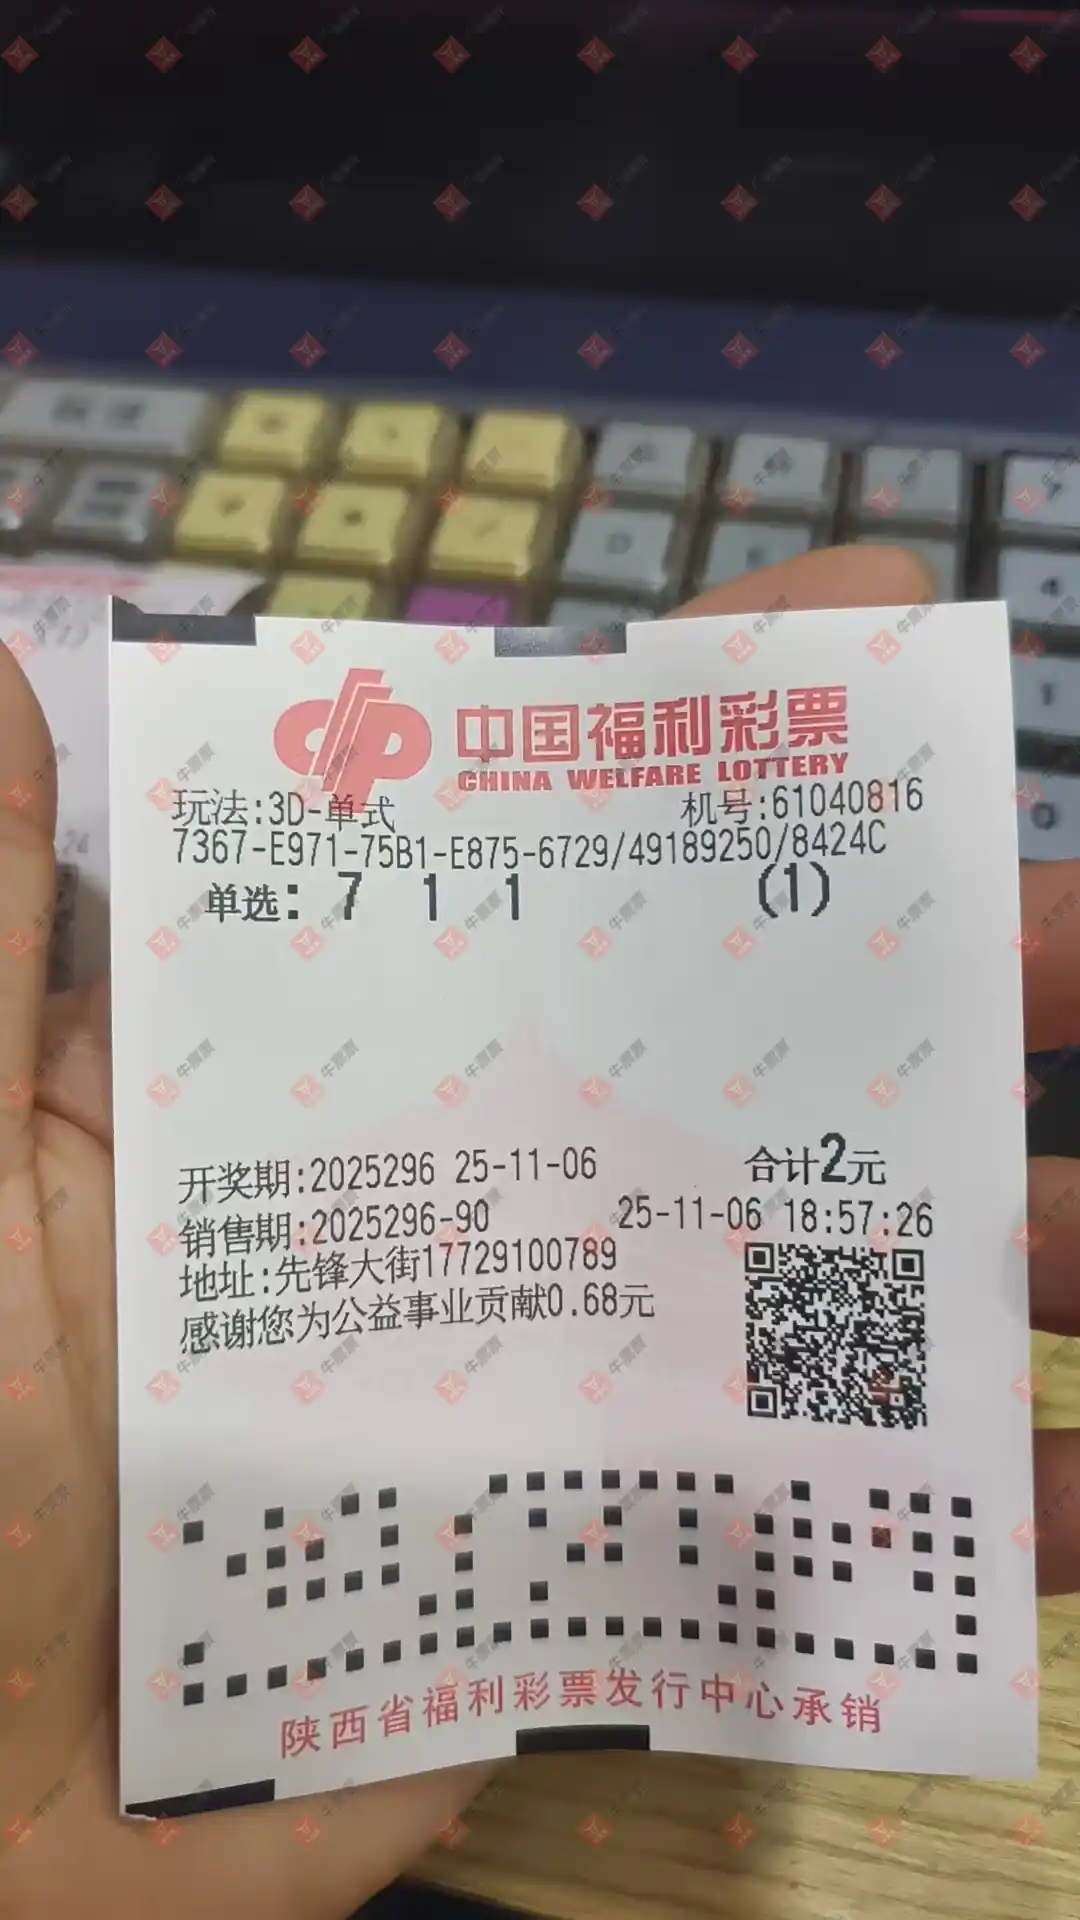 中国福利彩票
CHINA WELFARE LOTTERY
玩法:3D-单式 机号:61040816
7367-E971-75B1-E875-6729/49189250/8424C
单选: 7 1 1 (1)
开奖期:2025296 25-11-06 合计2元
销售期:2025296-90 25-11-06 18:57:26
地址:先锋大街17729100789
感谢您为公益事业贡献0.68元
陕西省福利彩票发行中心承销
牛票票